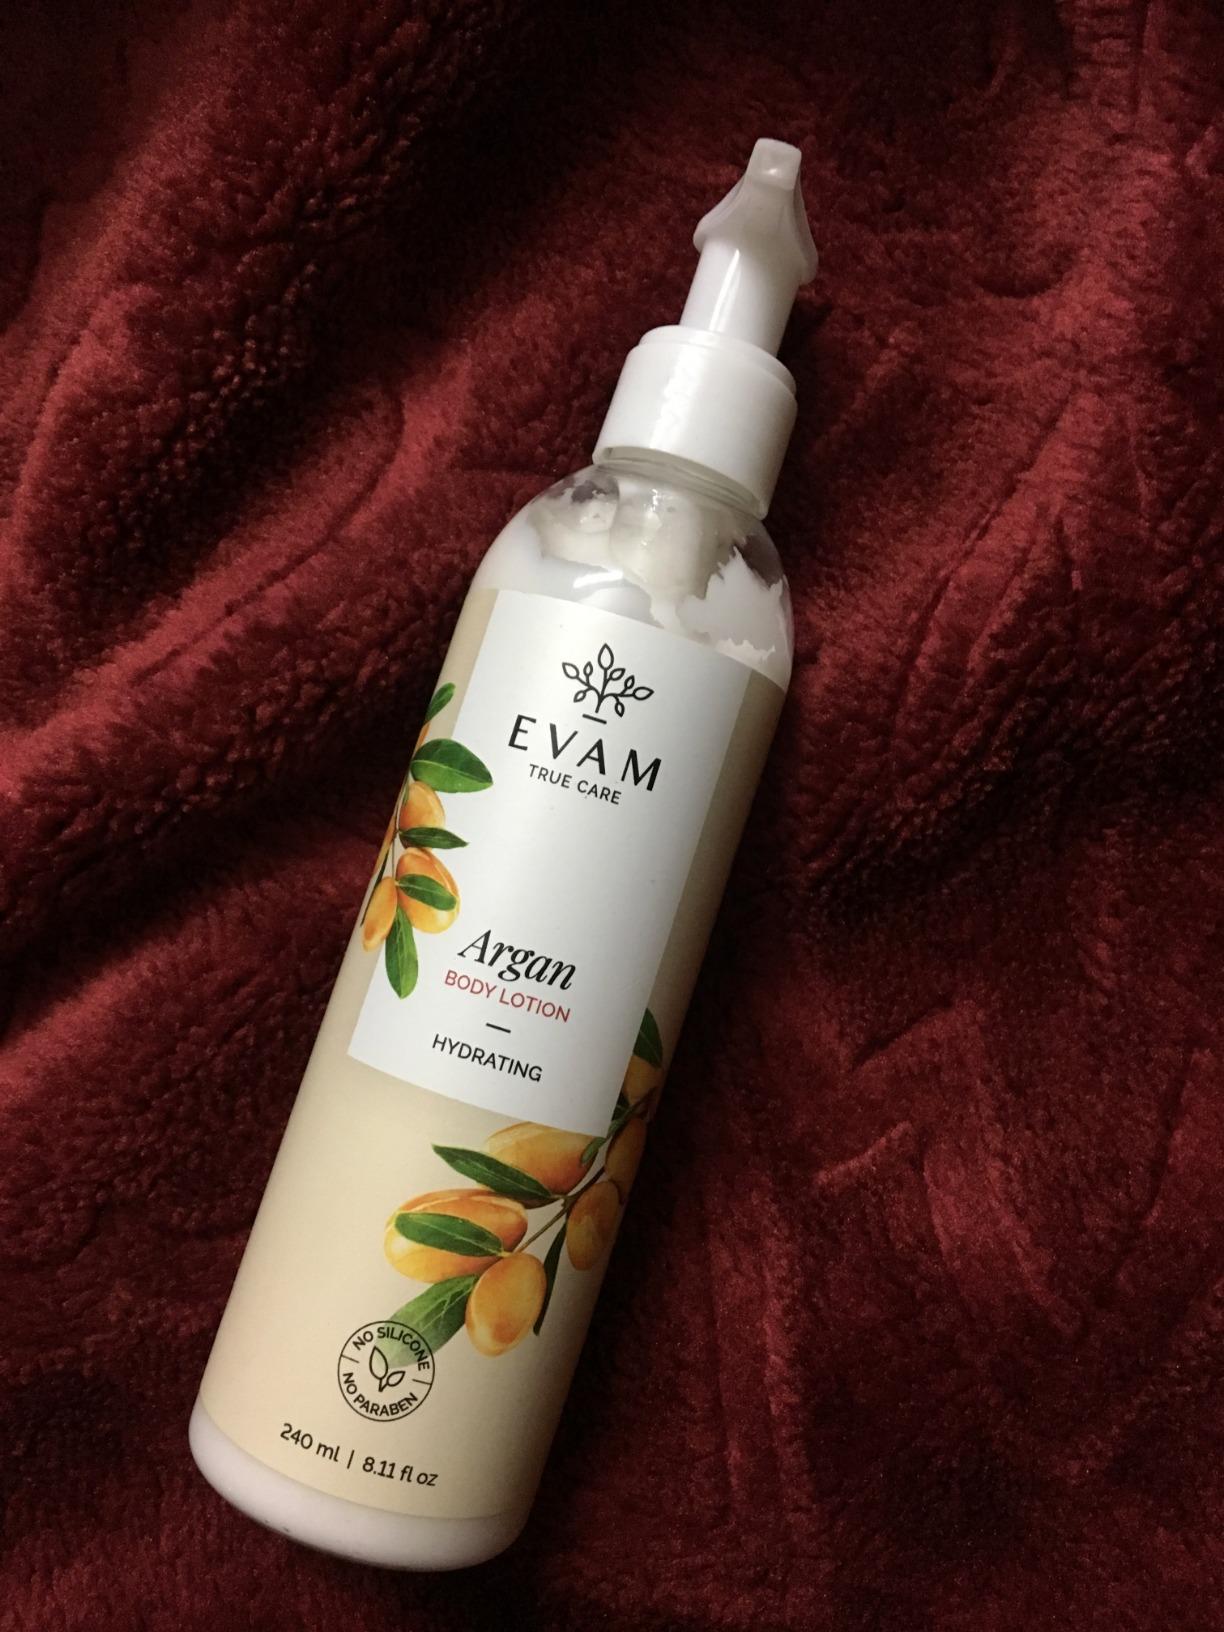 EVAM
TRUE CARE
Argan
BODY LOTION
HYDRATING
NO SILICONE
NO PARABEN
240 ml | 8.11 fl oz